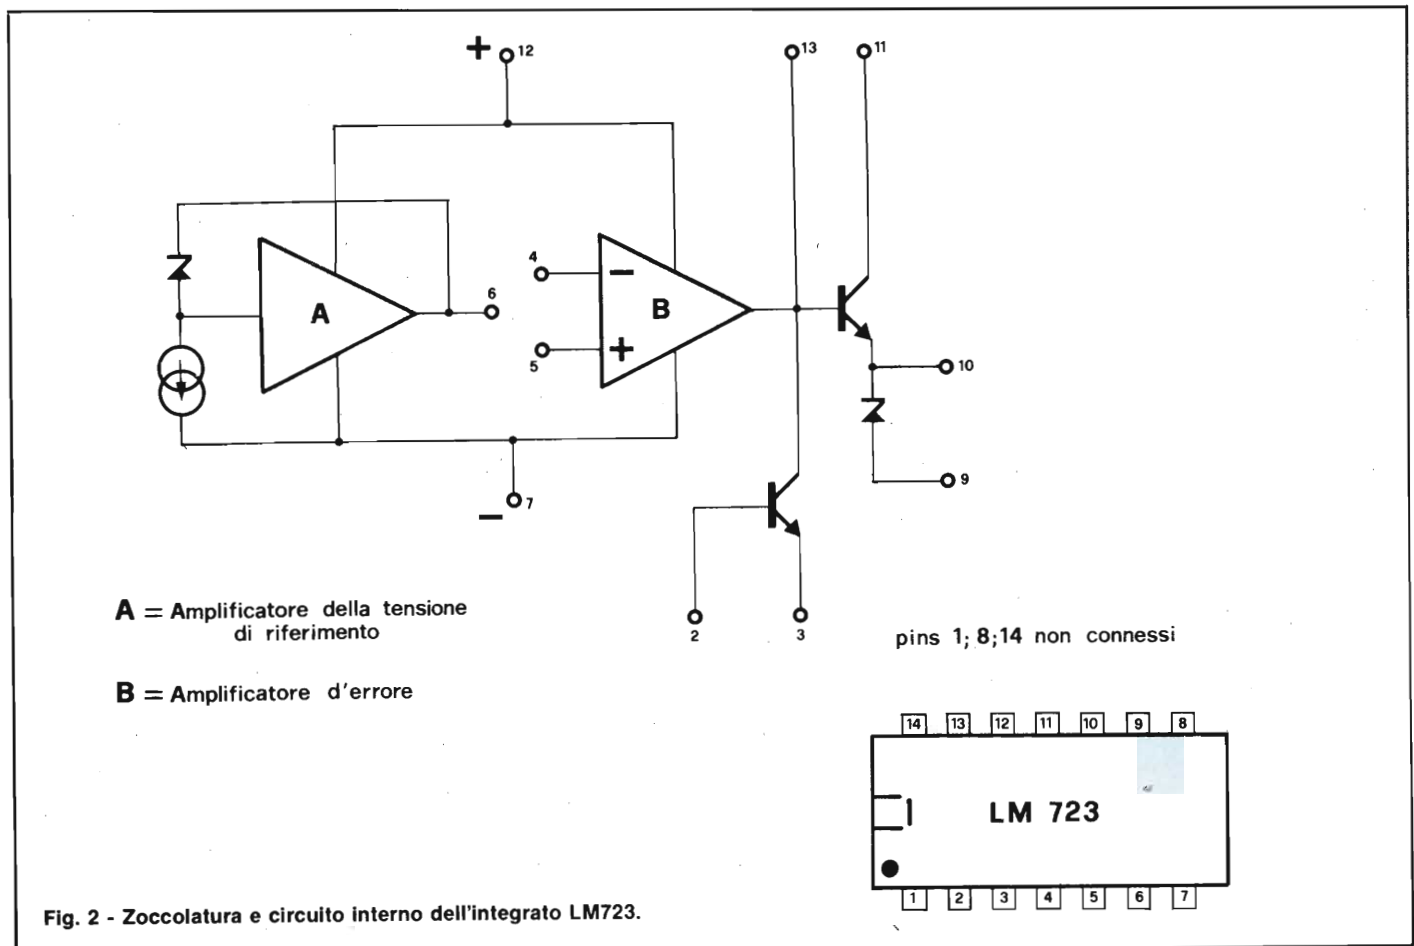 + 12 13 11
4 6
− A B
5 +
10
9
− 7
2 3
A = Amplificatore della tensione
di riferimento
B = Amplificatore d'errore
pins 1; 8;14 non connessi
14 13 12 11 10 9 8
LM 723
1 2 3 4 5 6 7
Fig. 2 - Zoccolatura e circuito interno dell'integrato LM723.